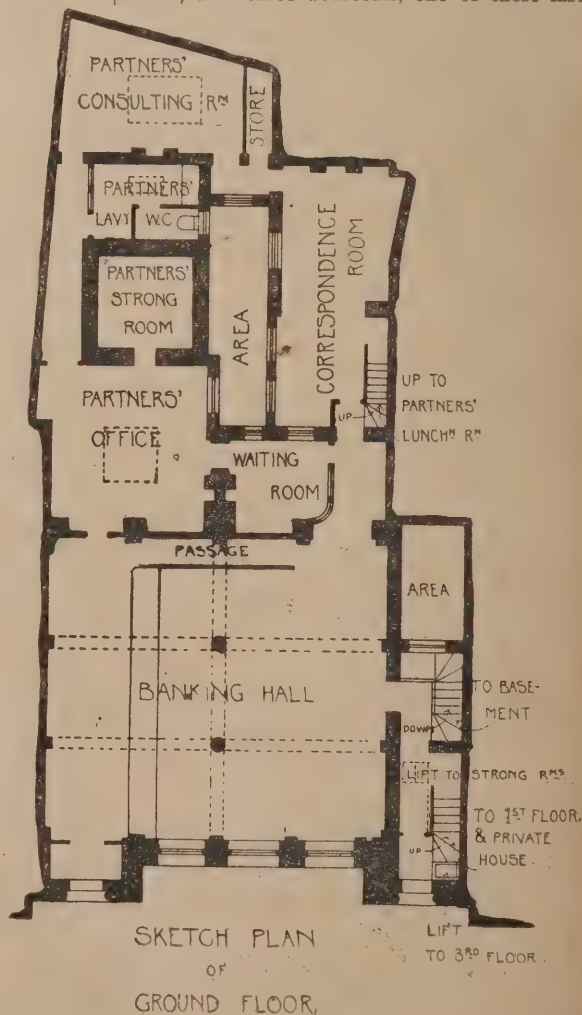 PARTNERS'
CONSULTING RM
STORE
PARTNERS'
LAVY W.C
PARTNERS'
STRONG
ROOM
AREA
CORRESPONDENCE
ROOM
PARTNERS'
OFFICE
UP
UP TO
PARTNERS'
LUNCHN RM
WAITING
ROOM
PASSAGE
AREA
BANKING HALL
DOWN
TO BASE-
MENT
LIFT TO STRONG RMS
UP
TO 1ST FLOOR.
& PRIVATE
HOUSE.
LIFT
TO 3RD FLOOR.
SKETCH PLAN
OF
GROUND FLOOR,